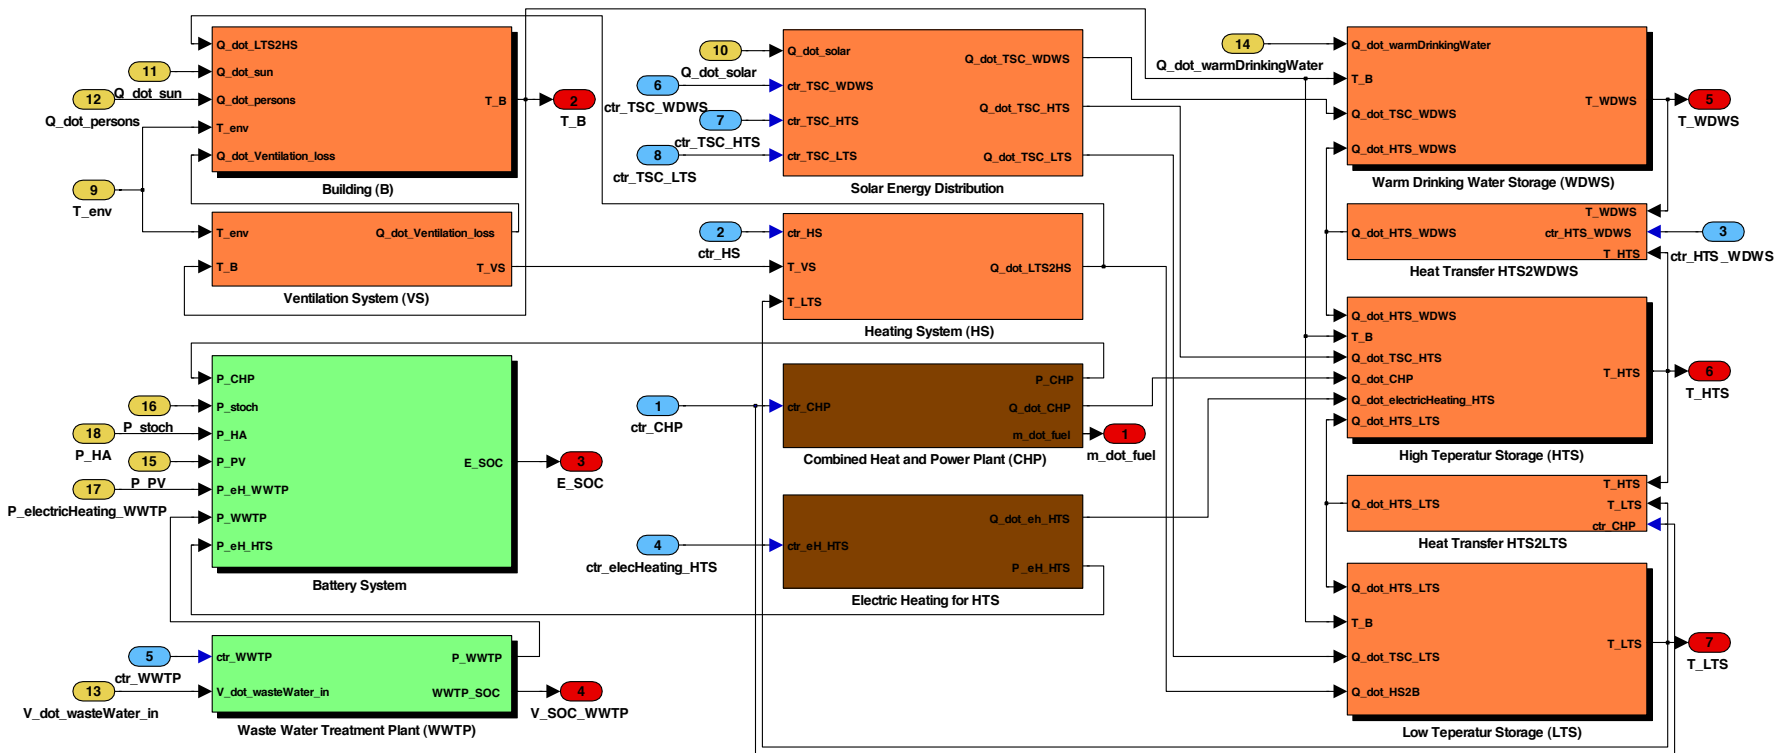 Q_dot_LTS2HS
11
Q_dot_sun
Q_dot_sun
12
Q_dot_persons
Q_dot_persons
T_env
Q_dot_Ventilation_loss
T_B
2
T_B
Building (B)
9
T_env
T_env
Q_dot_Ventilation_loss
T_B
T_VS
Ventilation System (VS)
10
Q_dot_solar
Q_dot_solar
6
ctr_TSC_WDWS
ctr_TSC_WDWS
7
ctr_TSC_HTS
ctr_TSC_HTS
8
ctr_TSC_LTS
ctr_TSC_LTS
Q_dot_TSC_WDWS
Q_dot_TSC_HTS
Q_dot_TSC_LTS
Solar Energy Distribution
2
ctr_HS
ctr_HS
T_VS
T_LTS
Q_dot_LTS2HS
Heating System (HS)
14
Q_dot_warmDrinkingWater
Q_dot_warmDrinkingWater
T_B
Q_dot_TSC_WDWS
Q_dot_HTS_WDWS
T_WDWS
5
T_WDWS
Warm Drinking Water Storage (WDWS)
T_WDWS
Q_dot_HTS_WDWS
ctr_HTS_WDWS
T_HTS
3
ctr_HTS_WDWS
Heat Transfer HTS2WDWS
Q_dot_HTS_WDWS
T_B
Q_dot_TSC_HTS
Q_dot_CHP
Q_dot_electricHeating_HTS
Q_dot_HTS_LTS
T_HTS
6
T_HTS
High Teperatur Storage (HTS)
P_CHP
16
P_stoch
P_stoch
18
P_HA
P_HA
15
P_PV
P_PV
17
P_eH_WWTP
P_electricHeating_WWTP
P_WWTP
P_eH_HTS
E_SOC
3
E_SOC
Battery System
1
ctr_CHP
ctr_CHP
P_CHP
Q_dot_CHP
m_dot_fuel
1
m_dot_fuel
Combined Heat and Power Plant (CHP)
4
ctr_elecHeating_HTS
ctr_eH_HTS
Q_dot_eh_HTS
P_eH_HTS
Electric Heating for HTS
T_HTS
Q_dot_HTS_LTS
T_LTS
ctr_CHP
Heat Transfer HTS2LTS
Q_dot_HTS_LTS
T_B
Q_dot_TSC_LTS
Q_dot_HS2B
T_LTS
7
T_LTS
Low Teperatur Storage (LTS)
5
ctr_WWTP
ctr_WWTP
13
V_dot_wasteWater_in
V_dot_wasteWater_in
P_WWTP
WWTP_SOC
4
V_SOC_WWTP
Waste Water Treatment Plant (WWTP)